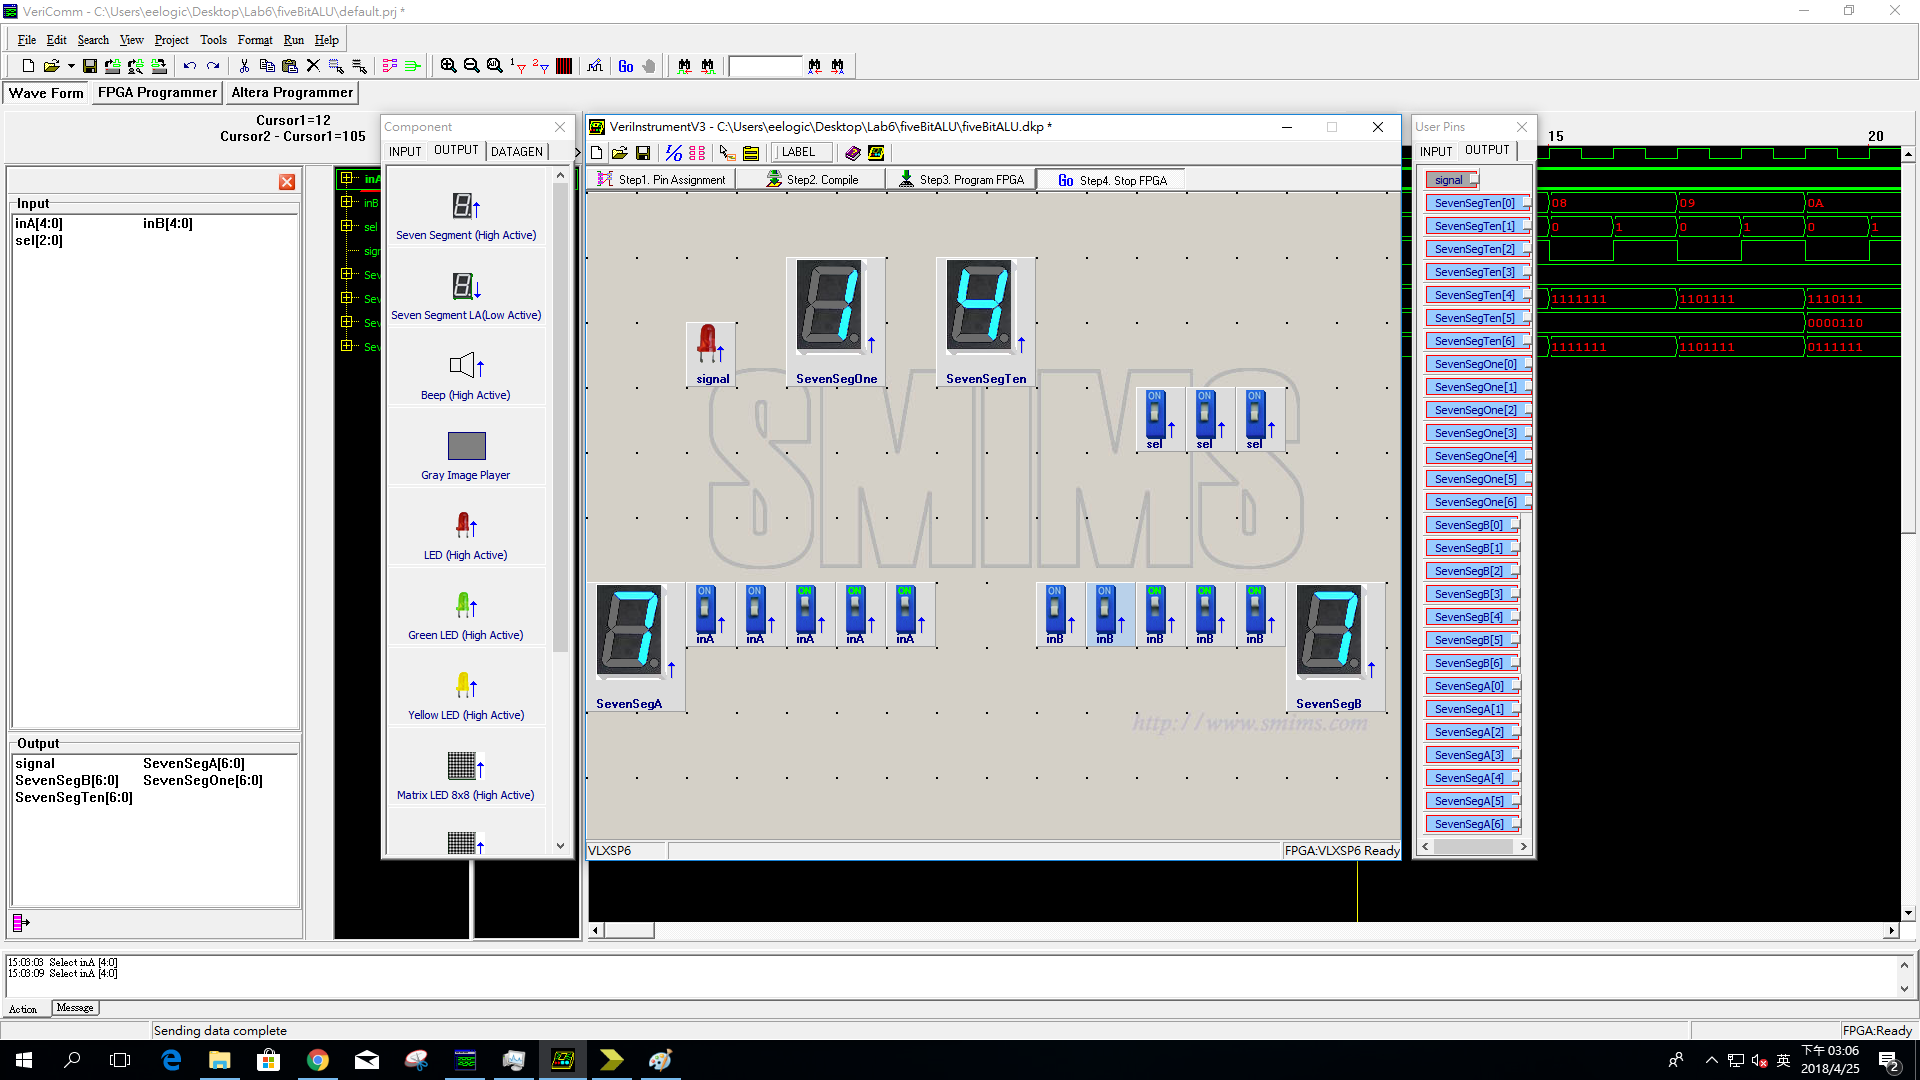 VeriComm - C:\Users\eelogic\Desktop\Lab6\fiveBitALU\default.prj *
File Edit Search View Project Tools Format Run Help
Go
Wave Form FPGA Programmer Altera Programmer
Cursor1=12
Cursor2 - Cursor1=105
Input
inA[4:0] inB[4:0]
sel[2:0]
Output
signal SevenSegA[6:0]
SevenSegB[6:0] SevenSegOne[6:0]
SevenSegTen[6:0]
inA
inB
sel
sign
Sev
Sev
Sev
Sev
Component
INPUT OUTPUT DATAGEN
Seven Segment (High Active)
Seven Segment LA(Low Active)
Beep (High Active)
Gray Image Player
LED (High Active)
Green LED (High Active)
Yellow LED (High Active)
Matrix LED 8x8 (High Active)
VeriInstrumentV3 - C:\Users\eelogic\Desktop\Lab6\fiveBitALU\fiveBitALU.dkp *
I/O LABEL
Step1. Pin Assignment Step2. Compile Step3. Program FPGA Go Step4. Stop FPGA
1 4
signal SevenSegOne SevenSegTen
SMIMS
ON ON ON
sel sel sel
7 ON ON ON ON ON ON ON ON ON ON 7
inA inA inA inA inA inB inB inB inB inB
SevenSegA SevenSegB
http://www.smims.com
VLXSP6 FPGA:VLXSP6 Ready
User Pins
INPUT OUTPUT
signal
SevenSegTen[0]
SevenSegTen[1]
SevenSegTen[2]
SevenSegTen[3]
SevenSegTen[4]
SevenSegTen[5]
SevenSegTen[6]
SevenSegOne[0]
SevenSegOne[1]
SevenSegOne[2]
SevenSegOne[3]
SevenSegOne[4]
SevenSegOne[5]
SevenSegOne[6]
SevenSegB[0]
SevenSegB[1]
SevenSegB[2]
SevenSegB[3]
SevenSegB[4]
SevenSegB[5]
SevenSegB[6]
SevenSegA[0]
SevenSegA[1]
SevenSegA[2]
SevenSegA[3]
SevenSegA[4]
SevenSegA[5]
SevenSegA[6]
15 20
08 09 0A
0 1 0 1 0 1
1111111 1101111 1110111
0000110
1111111 1101111 0111111
15:03:03 Select inA [4:0]
15:03:09 Select inA [4:0]
Action Message
Sending data complete FPGA:Ready
英 下午 03:06
2018/4/25 2